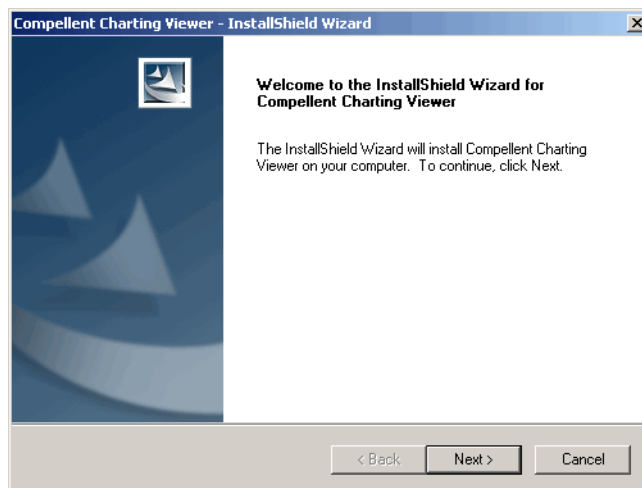 Compellent Charting Viewer - InstallShield Wizard
Welcome to the InstallShield Wizard for
Compellent Charting Viewer
The InstallShield Wizard will install Compellent Charting
Viewer on your computer.  To continue, click Next.
< Back
Next >
Cancel